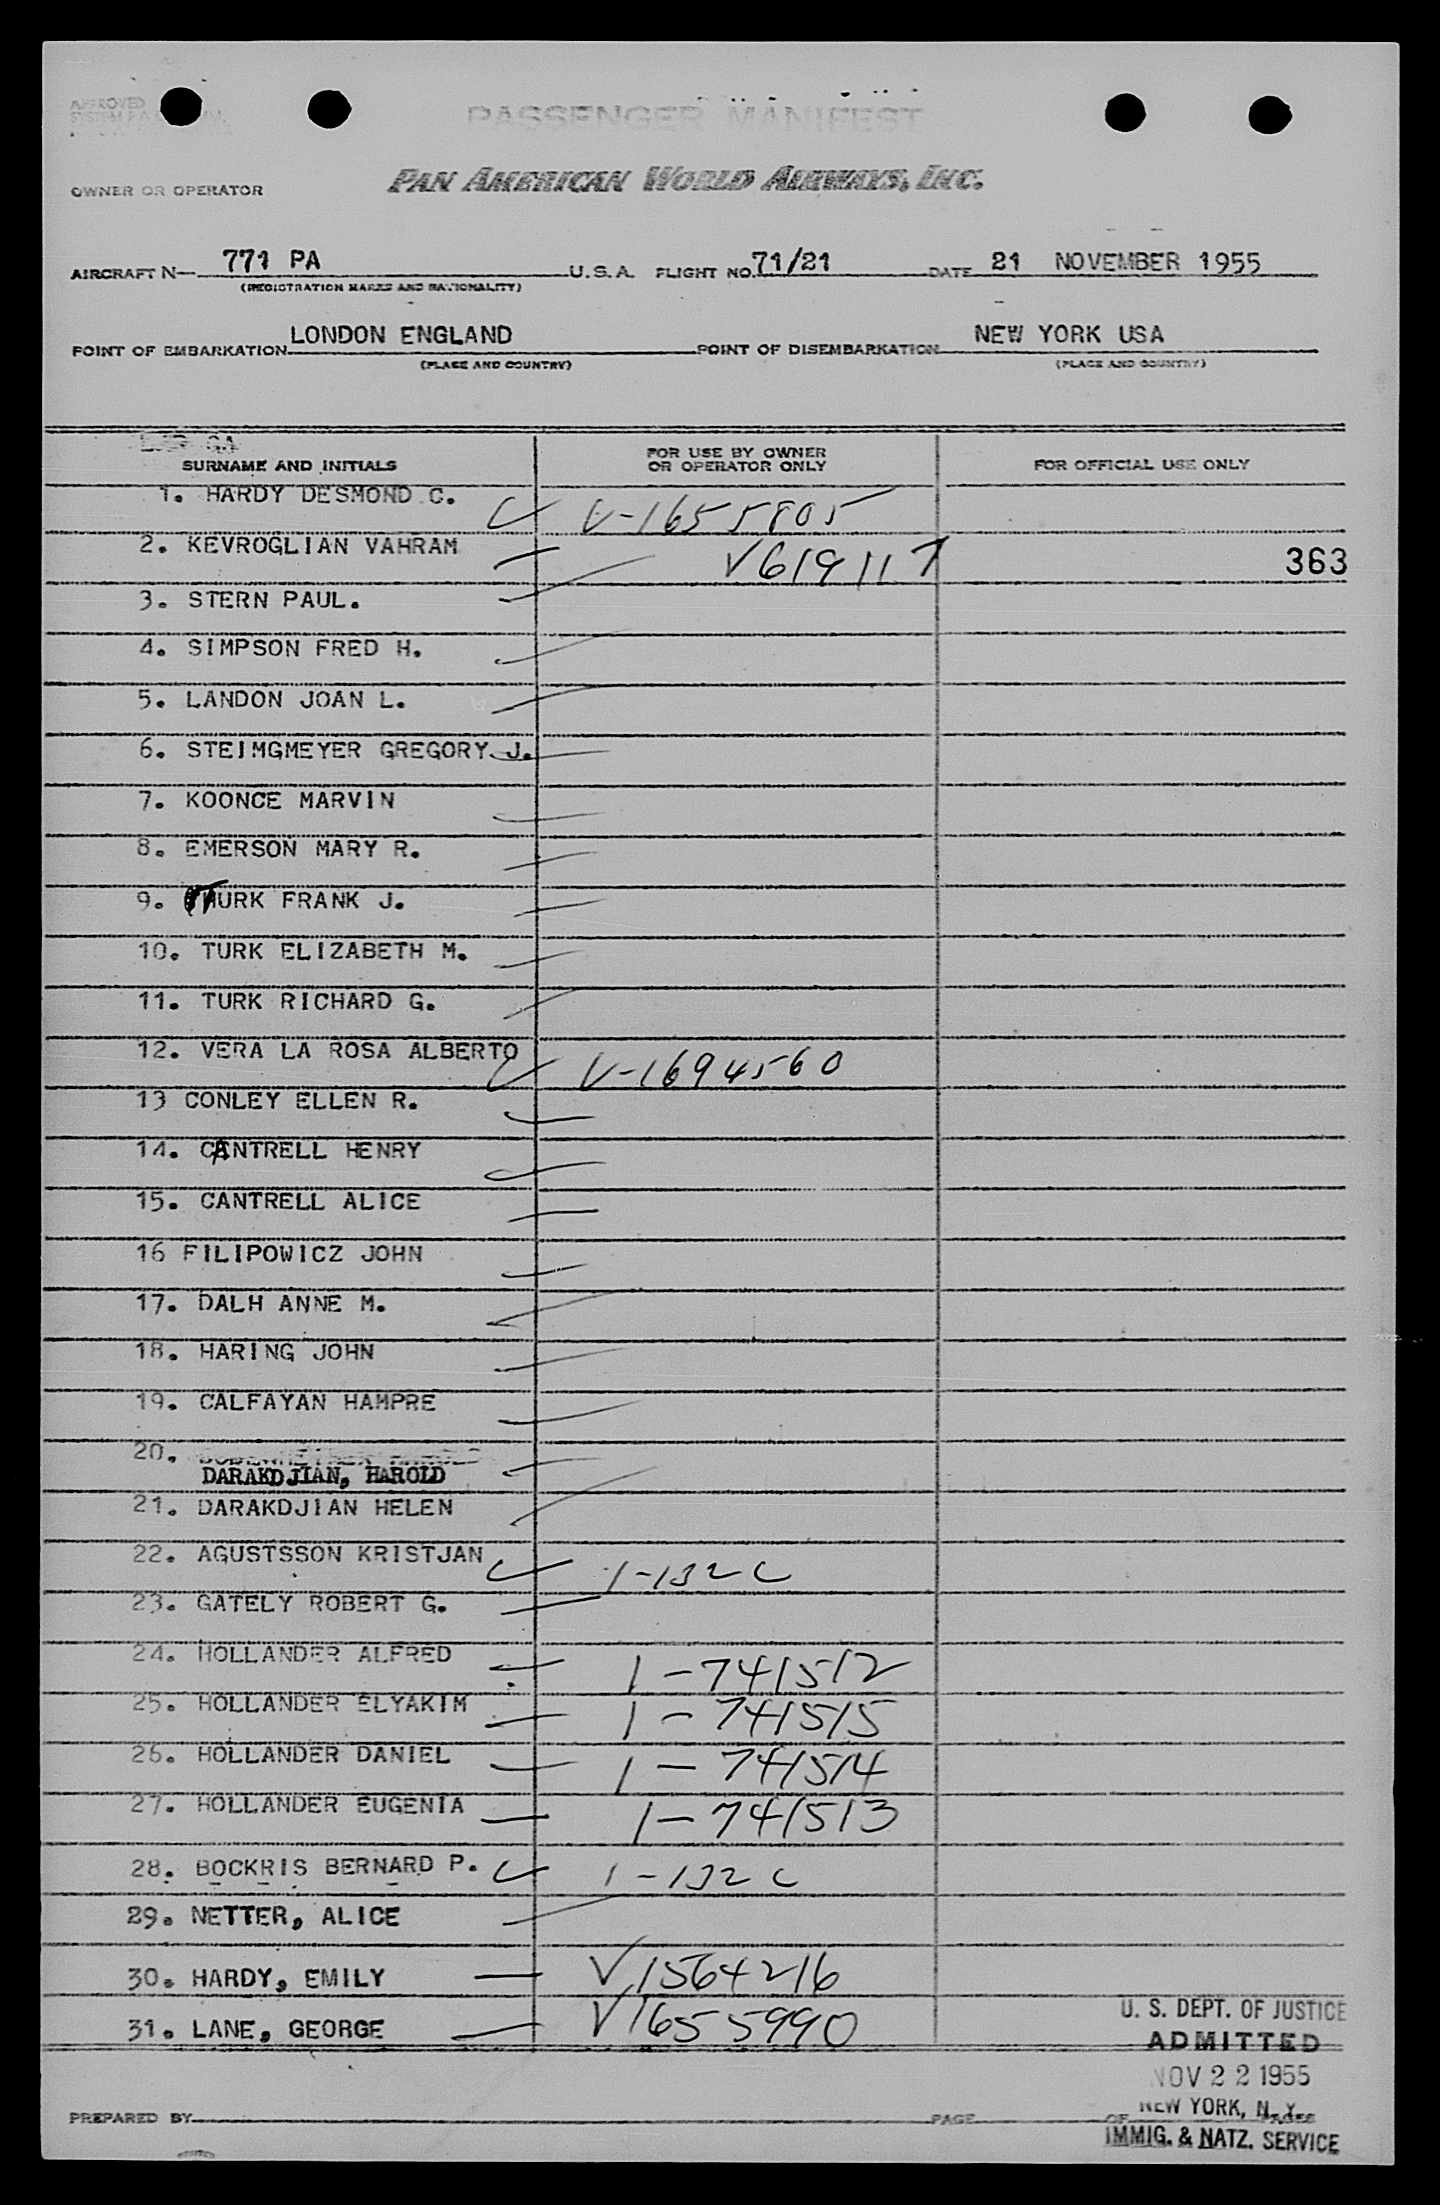 APPROVED
PASSENGER MANIFEST
OWNER OR OPERATOR PAN AMERICAN WORLD AIRWAYS, INC.
AIRCRAFT N— 771 PA U.S.A. FLIGHT NO. 71/21 DATE 21 NOVEMBER 1955
(REGISTRATION MARKS AND NATIONALITY)
POINT OF EMBARKATION LONDON ENGLAND POINT OF DISEMBARKATION NEW YORK USA
(PLACE AND COUNTRY) (PLACE AND COUNTRY)
SURNAME AND INITIALS FOR USE BY OWNER OR OPERATOR ONLY FOR OFFICIAL USE ONLY
1. HARDY DESMOND C. V-1655805
2. KEVROGLIAN VAHRAM V619117 363
3. STERN PAUL.
4. SIMPSON FRED H.
5. LANDON JOAN L.
6. STEIMGMEYER GREGORY J.
7. KOONCE MARVIN
8. EMERSON MARY R.
9. TURK FRANK J.
10. TURK ELIZABETH M.
11. TURK RICHARD G.
12. VERA LA ROSA ALBERTO V-1694560
13 CONLEY ELLEN R.
14. CANTRELL HENRY
15. CANTRELL ALICE
16 FILIPOWICZ JOHN
17. DALH ANNE M.
18. HARING JOHN
19. CALFAYAN HAMPRE
20.
DARAKDJIAN, HAROLD
21. DARAKDJIAN HELEN
22. AGUSTSSON KRISTJAN 1-132 C
23. GATELY ROBERT G.
24. HOLLANDER ALFRED 1-741512
25. HOLLANDER ELYAKIM 1-741515
26. HOLLANDER DANIEL 1-741514
27. HOLLANDER EUGENIA 1-741513
28. BOCKRIS BERNARD P. 1-132 C
29. NETTER, ALICE
30. HARDY, EMILY V1564216
31. LANE, GEORGE V1655990
U. S. DEPT. OF JUSTICE
ADMITTED
NOV 22 1955
NEW YORK, N. Y.
PREPARED BY PAGE OF PAGES
IMMIG. & NATZ. SERVICE